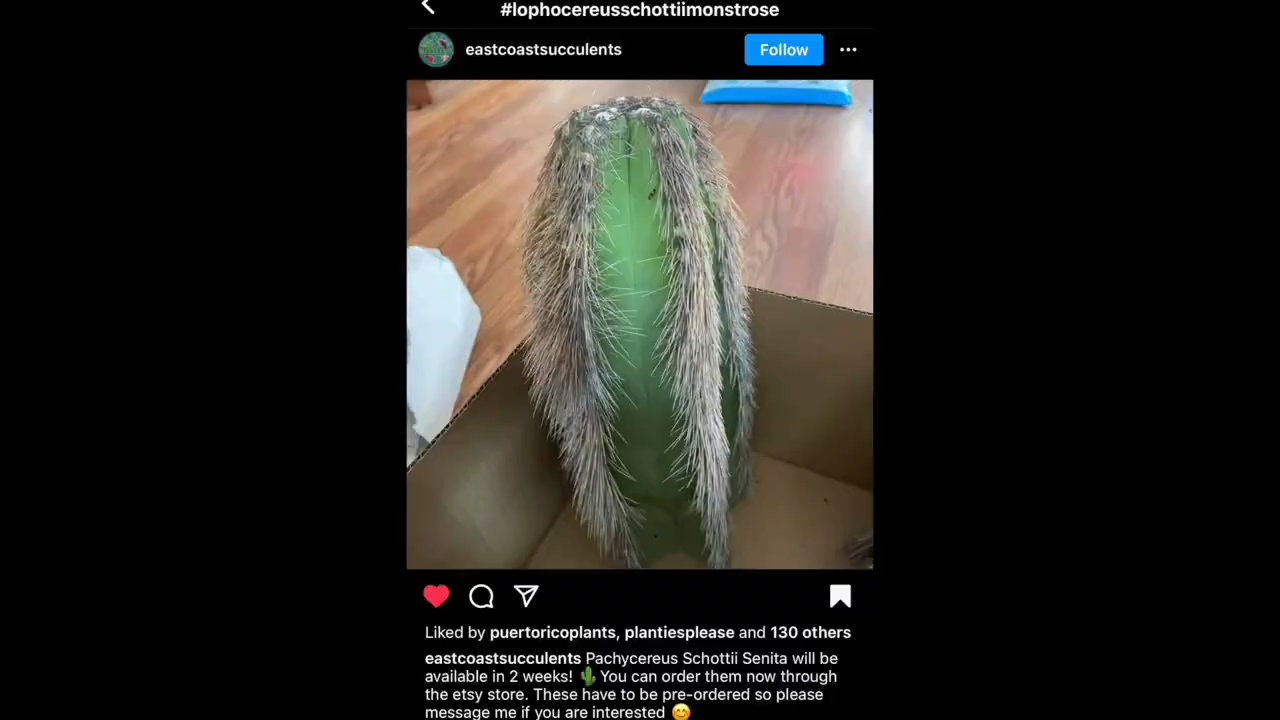 #lophocereusschottiimonstrose
eastcoastsucculents
Follow
Liked by puertoricoplants, plantiesplease and 130 others
eastcoastsucculents Pachycereus Schottii Senita will be
available in 2 weeks! 🌵 You can order them now through
the etsy store. These have to be pre-ordered so please
message me if you are interested 😊